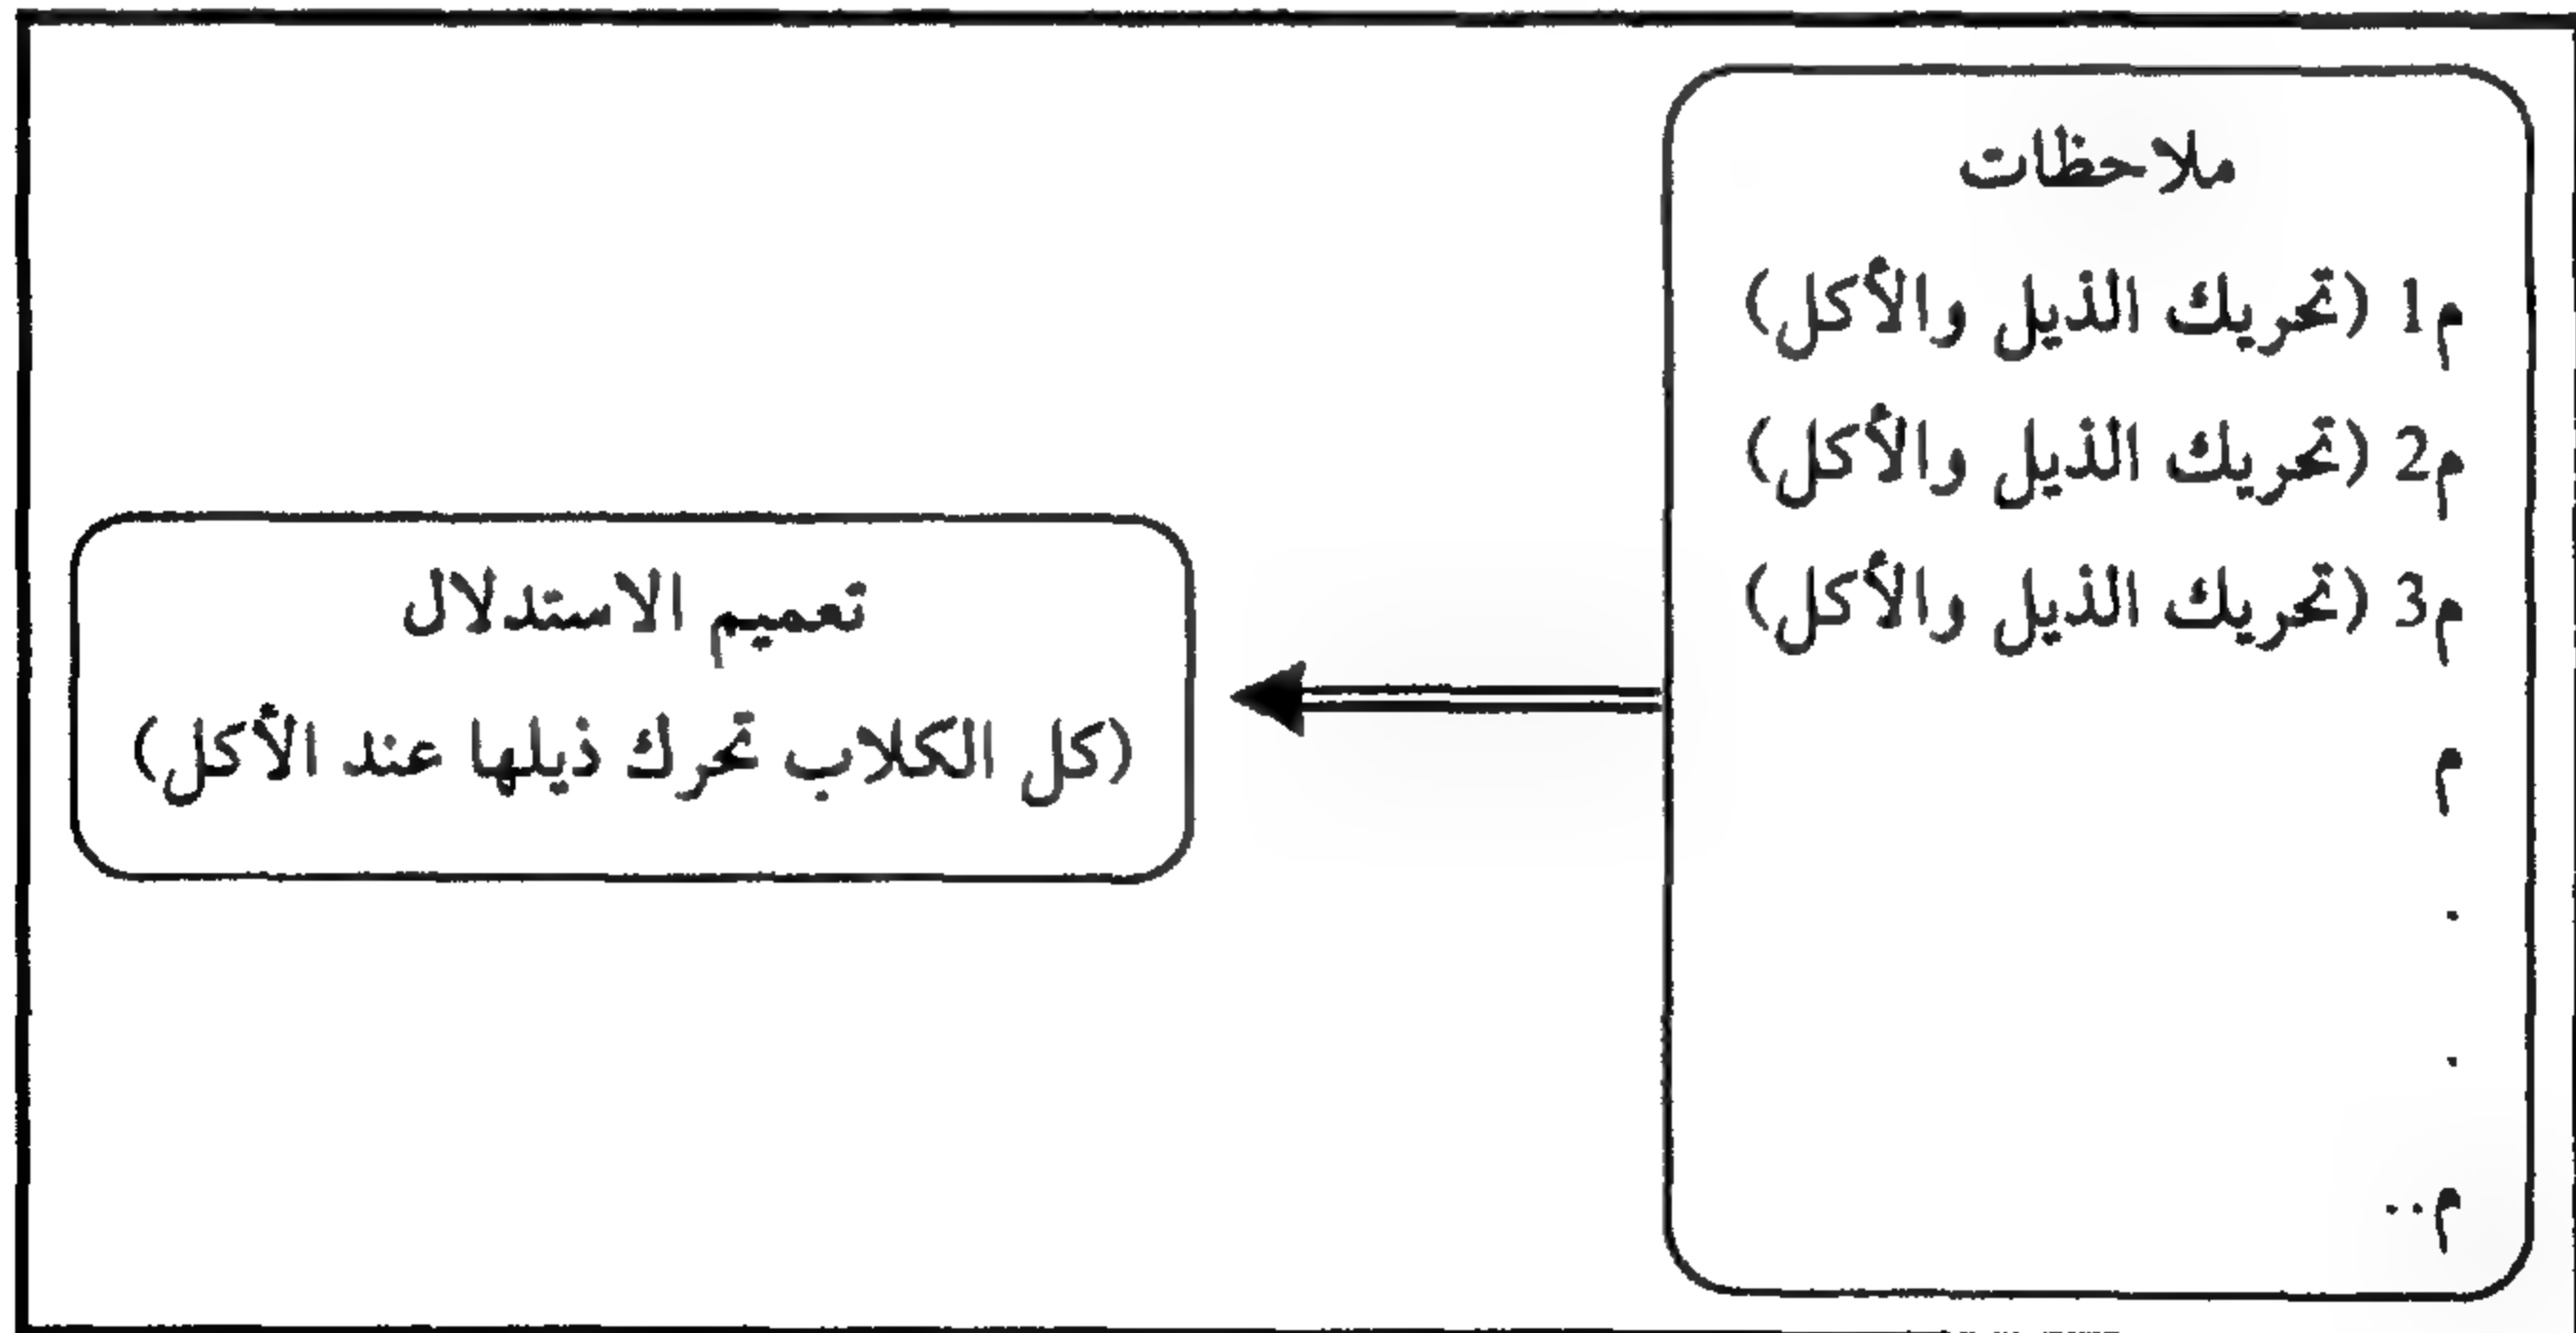 ملاحظات
م1 (تحريك الذيل والأكل)
م2 (تحريك الذيل والأكل)
م3 (تحريك الذيل والأكل)
م
.
.
م..
تعميم الاستدلال
(كل الكلاب تحرك ذيلها عند الأكل)